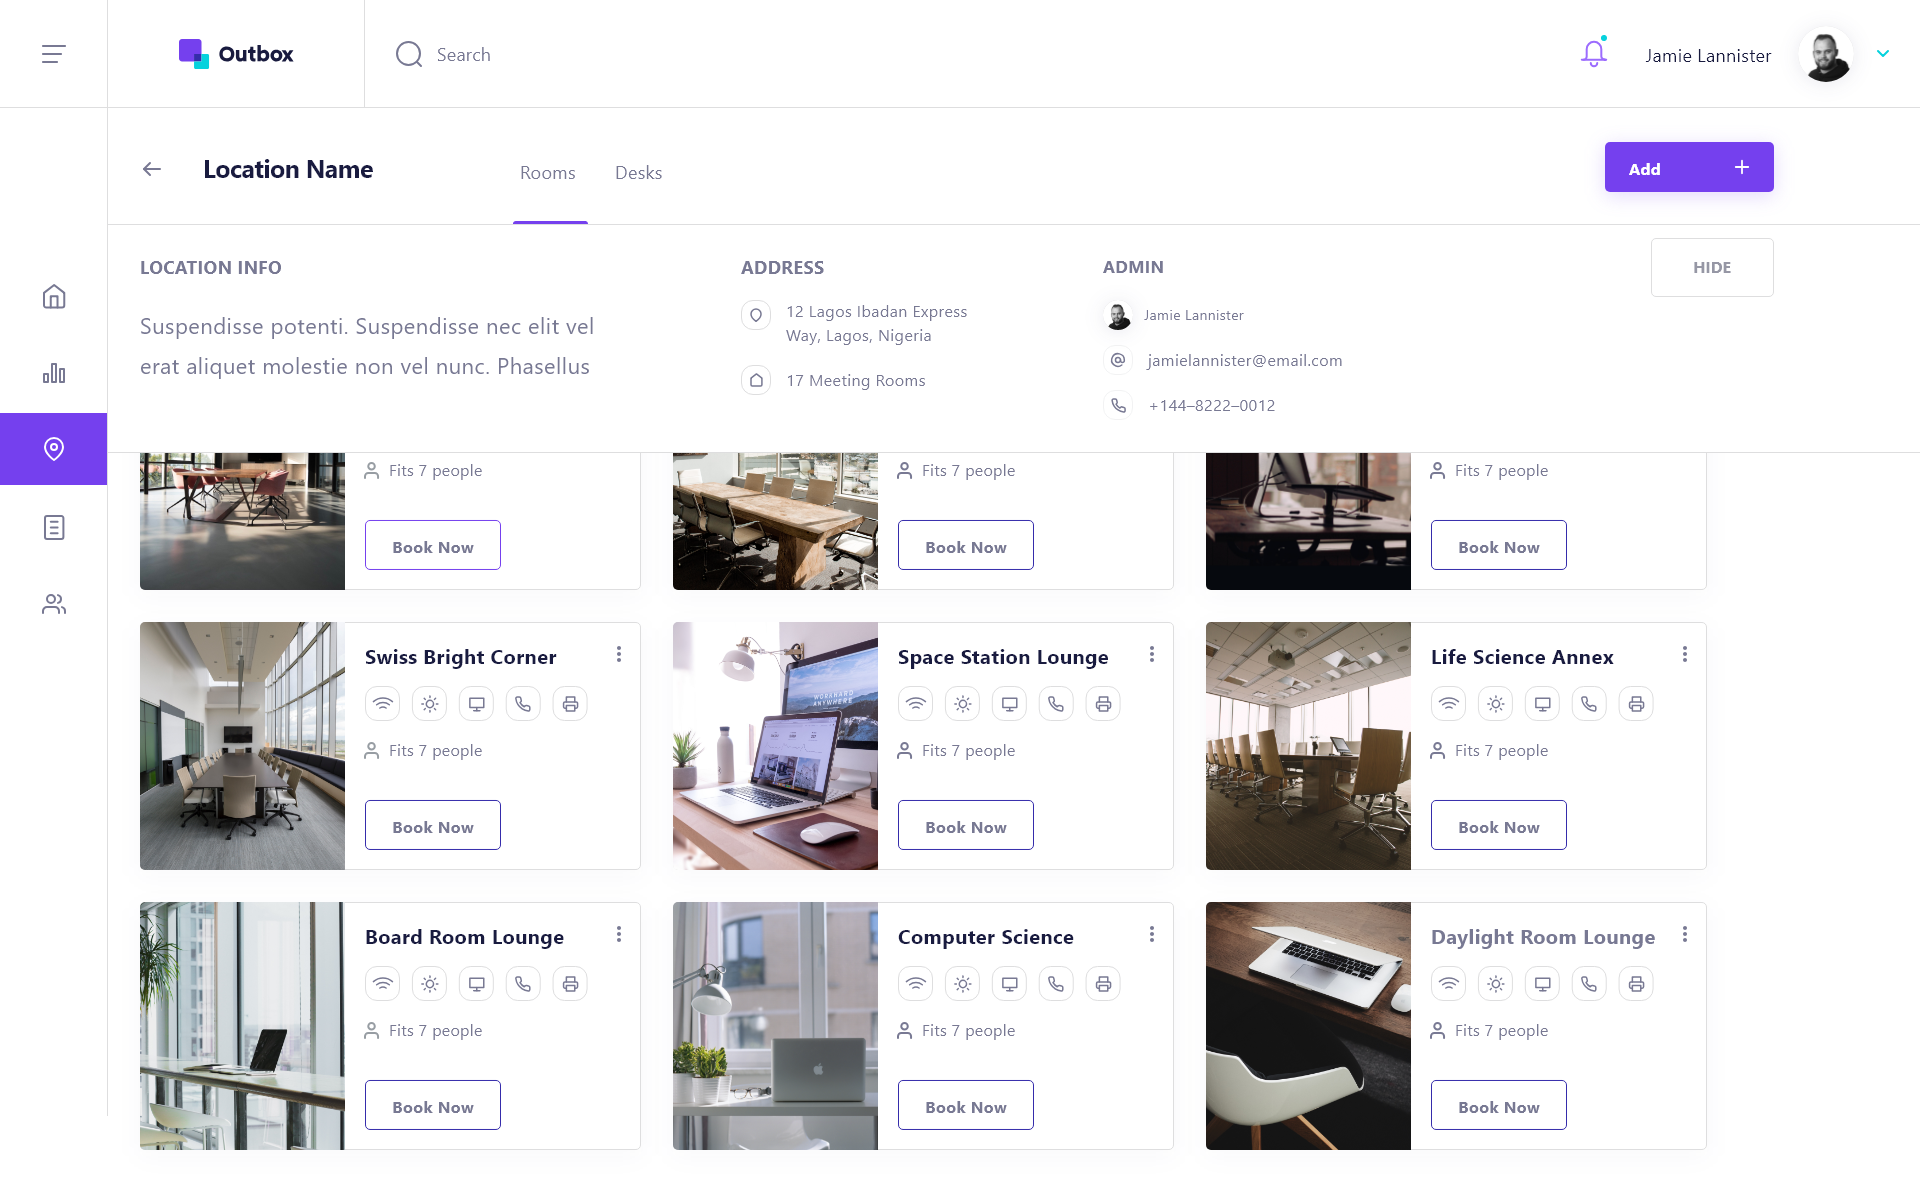 Outbox
Search
Jamie Lannister
Location Name
Rooms
Desks
Add
LOCATION INFO
ADDRESS
ADMIN
HIDE
Suspendisse potenti. Suspendisse nec elit vel
erat aliquet molestie non vel nunc. Phasellus
12 Lagos Ibadan Express
Way, Lagos, Nigeria
17 Meeting Rooms
Jamie Lannister
jamielannister@email.com
+144–8222–0012
Fits 7 people
Book Now
Fits 7 people
Book Now
Fits 7 people
Book Now
Swiss Bright Corner
Fits 7 people
Book Now
WORKHARD
ANYWHERE
Space Station Lounge
Fits 7 people
Book Now
Life Science Annex
Fits 7 people
Book Now
Board Room Lounge
Fits 7 people
Book Now
Computer Science
Fits 7 people
Book Now
Daylight Room Lounge
Fits 7 people
Book Now